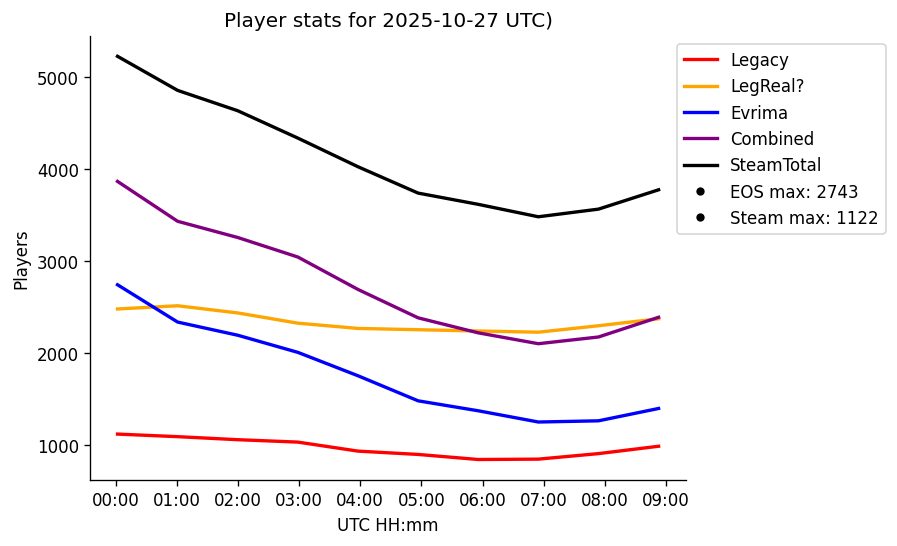 Player stats for 2025-10-27 UTC)
Legacy
LegReal?
Evrima
Combined
SteamTotal
EOS max: 2743
Steam max: 1122
Players
5000
4000
3000
2000
1000
00:00 01:00 02:00 03:00 04:00 05:00 06:00 07:00 08:00 09:00
UTC HH:mm